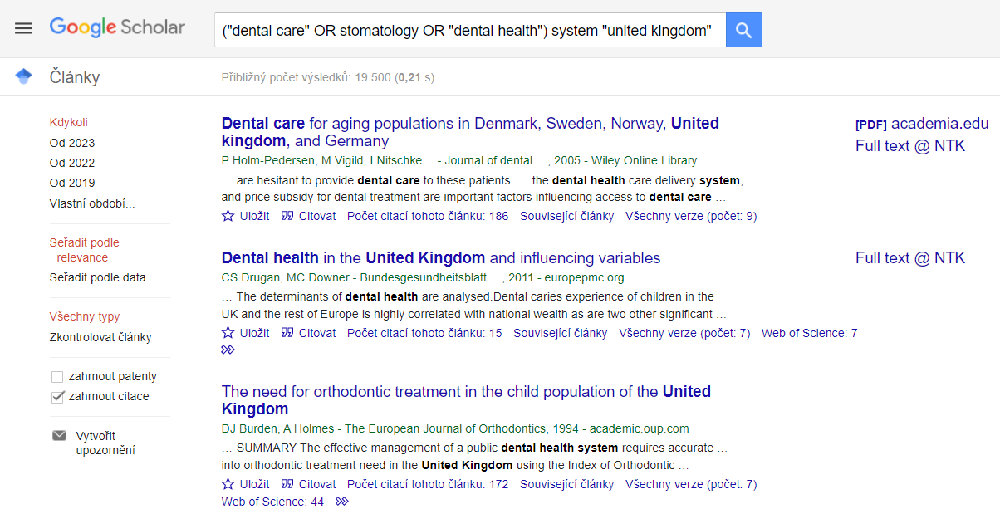 Google Scholar
("dental care" OR stomatology OR "dental health") system "united kingdom"
Články
Přibližný počet výsledků: 19 500 (0,21 s)
Kdykoli
Od 2023
Od 2022
Od 2019
Vlastní období...
Seřadit podle
relevance
Seřadit podle data
Všechny typy
Zkontrolovat články
zahrnout patenty
zahrnout citace
Vytvořit
upozornění
Dental care for aging populations in Denmark, Sweden, Norway, United
kingdom, and Germany
P Holm-Pedersen, M Vigild, I Nitschke… - Journal of dental …, 2005 - Wiley Online Library
… are hesitant to provide dental care to these patients. … the dental health care delivery system,
and price subsidy for dental treatment are important factors influencing access to dental care …
Uložit Citovat Počet citací tohoto článku: 186 Související články Všechny verze (počet: 9)
[PDF] academia.edu
Full text @ NTK
Dental health in the United Kingdom and influencing variables
CS Drugan, MC Downer - Bundesgesundheitsblatt …, 2011 - europepmc.org
… The determinants of dental health are analysed.Dental caries experience of children in the
UK and the rest of Europe is highly correlated with national wealth as are two other significant …
Uložit Citovat Počet citací tohoto článku: 15 Související články Všechny verze (počet: 7) Web of Science: 7
Full text @ NTK
The need for orthodontic treatment in the child population of the United
Kingdom
DJ Burden, A Holmes - The European Journal of Orthodontics, 1994 - academic.oup.com
… SUMMARY The effective management of a public dental health system requires accurate …
into orthodontic treatment need in the United Kingdom using the Index of Orthodontic …
Uložit Citovat Počet citací tohoto článku: 172 Související články Všechny verze (počet: 7)
Web of Science: 44